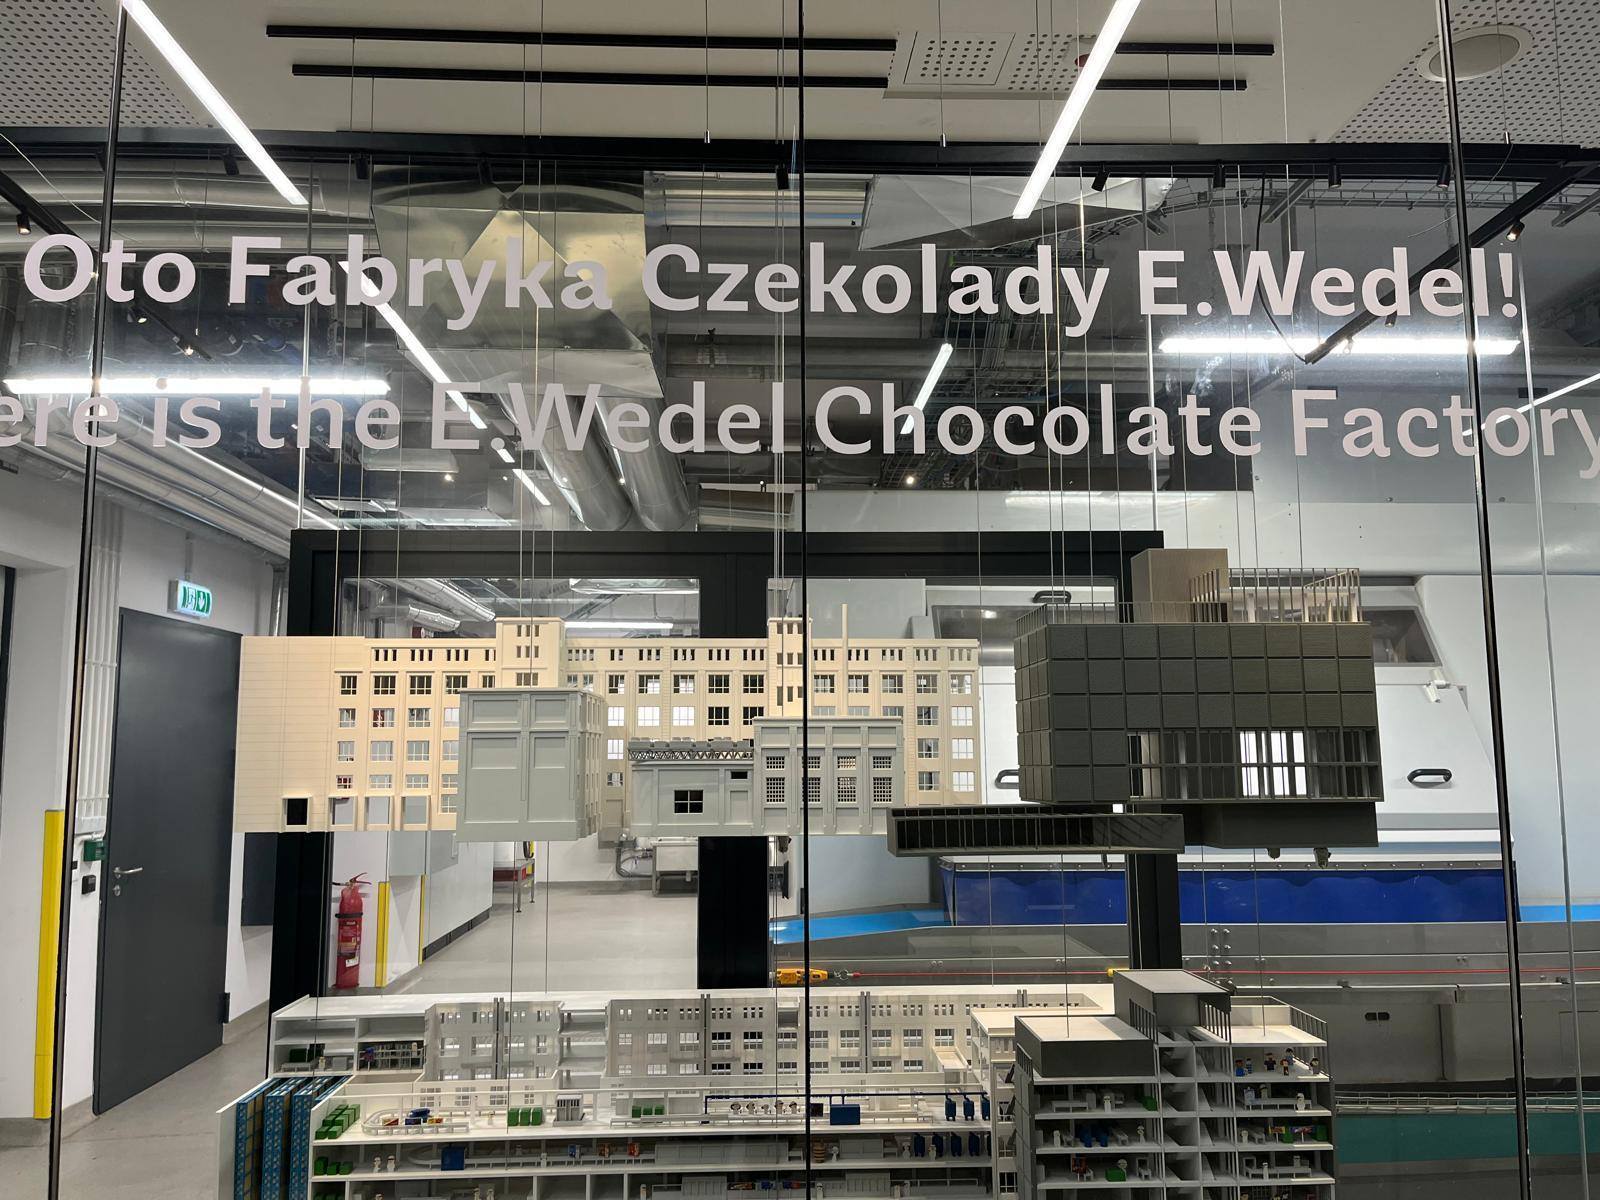 Oto Fabryka Czekolady E.Wedel!
ere is the E.Wedel Chocolate Factory